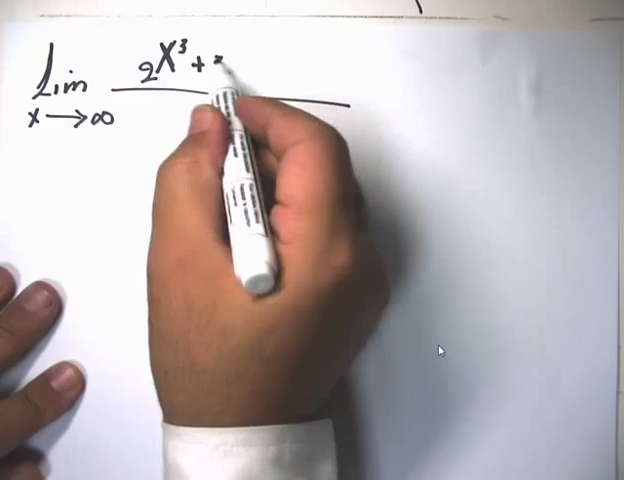 Lim 2x³ +
x → ∞